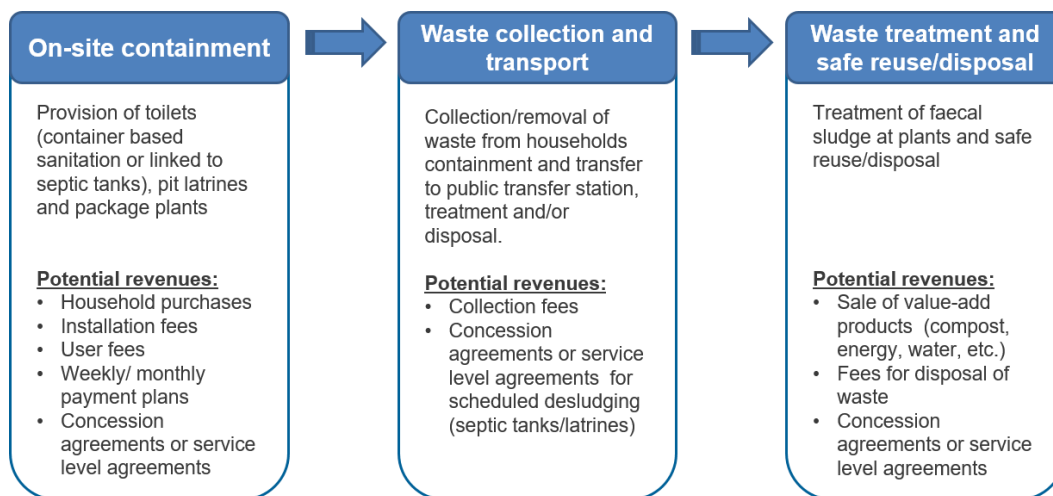 On-site containment
Provision of toilets
(container based
sanitation or linked to
septic tanks), pit latrines
and package plants
Potential revenues:
• Household purchases
• Installation fees
• User fees
• Weekly/ monthly
payment plans
• Concession
agreements or service
level agreements
Waste collection and
transport
Collection/removal of
waste from households
containment and transfer
to public transfer station,
treatment and/or
disposal.
Potential revenues:
• Collection fees
• Concession
agreements or service
level agreements for
scheduled desludging
(septic tanks/latrines)
Waste treatment and
safe reuse/disposal
Treatment of faecal
sludge at plants and safe
reuse/disposal
Potential revenues:
• Sale of value-add
products (compost,
energy, water, etc.)
• Fees for disposal of
waste
• Concession
agreements or service
level agreements